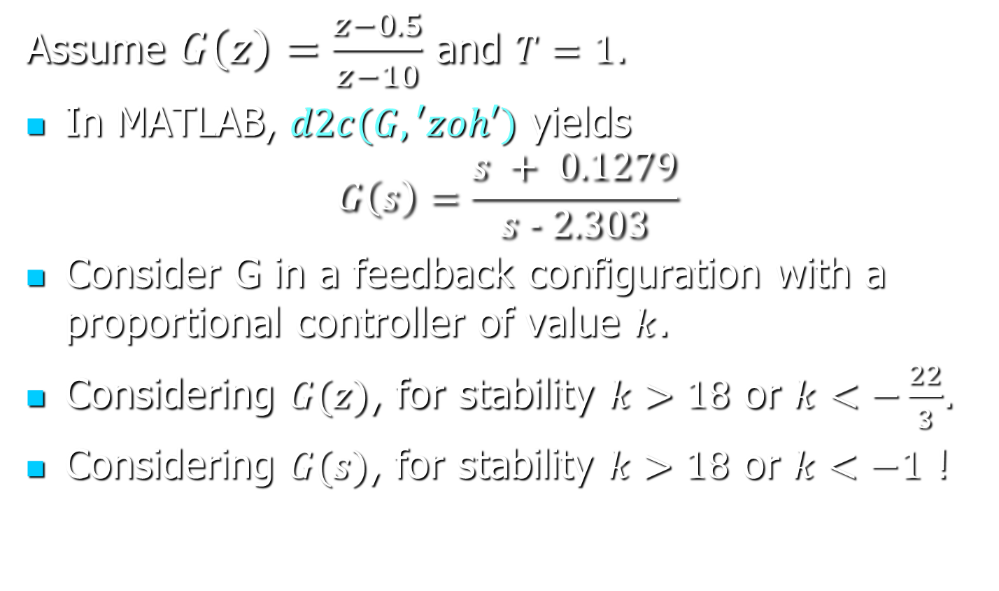 Assume G(z) = \frac{z−0.5}{z−10} and T = 1.
■ In MATLAB, d2c(G,'zoh') yields
G(s) = \frac{s + 0.1279}{s - 2.303}
■ Consider G in a feedback configuration with a
proportional controller of value k.
■ Considering G(z), for stability k > 18 or k < −\frac{22}{3}.
■ Considering G(s), for stability k > 18 or k < −1 !